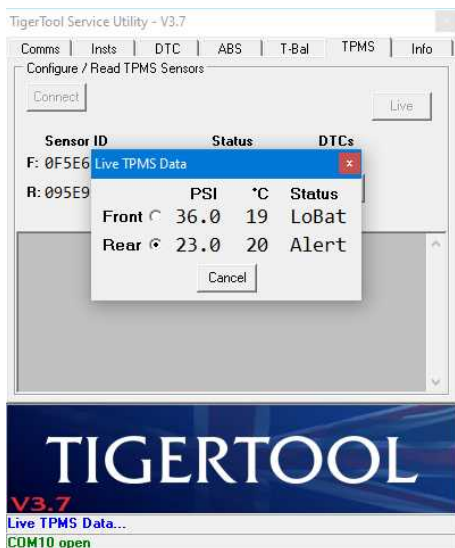 TigerTool Service Utility - V3.7
Comms Insts DTC ABS T-Bal TPMS Info
Configure / Read TPMS Sensors
Connect
Live
Sensor ID Status DTCs
F: 0F5E6
R: 095E9
Live TPMS Data x
PSI °C Status
Front 36.0 19 LoBat
Rear 23.0 20 Alert
Cancel
TIGERTOOL
V3.7
Live TPMS Data...
COM10 open